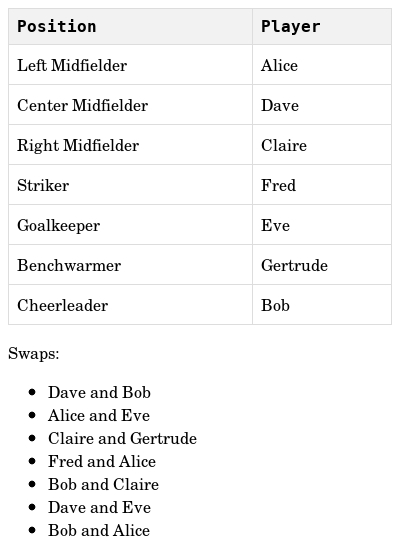 Position Player
Left Midfielder Alice
Center Midfielder Dave
Right Midfielder Claire
Striker Fred
Goalkeeper Eve
Benchwarmer Gertrude
Cheerleader Bob
Swaps:
• Dave and Bob
• Alice and Eve
• Claire and Gertrude
• Fred and Alice
• Bob and Claire
• Dave and Eve
• Bob and Alice